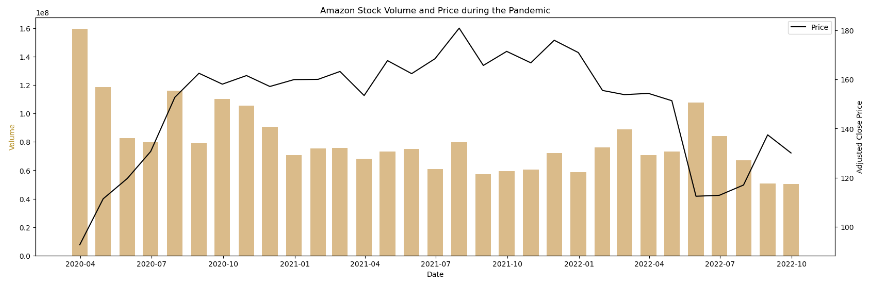 Amazon Stock Volume and Price during the Pandemic
1e8
Price
1.6
1.4
1.2
1.0
0.8
0.6
0.4
0.2
0.0
Volume
180
160
140
120
100
Adjusted Close Price
2020-04 2020-07 2020-10 2021-01 2021-04 2021-07 2021-10 2022-01 2022-04 2022-07 2022-10
Date